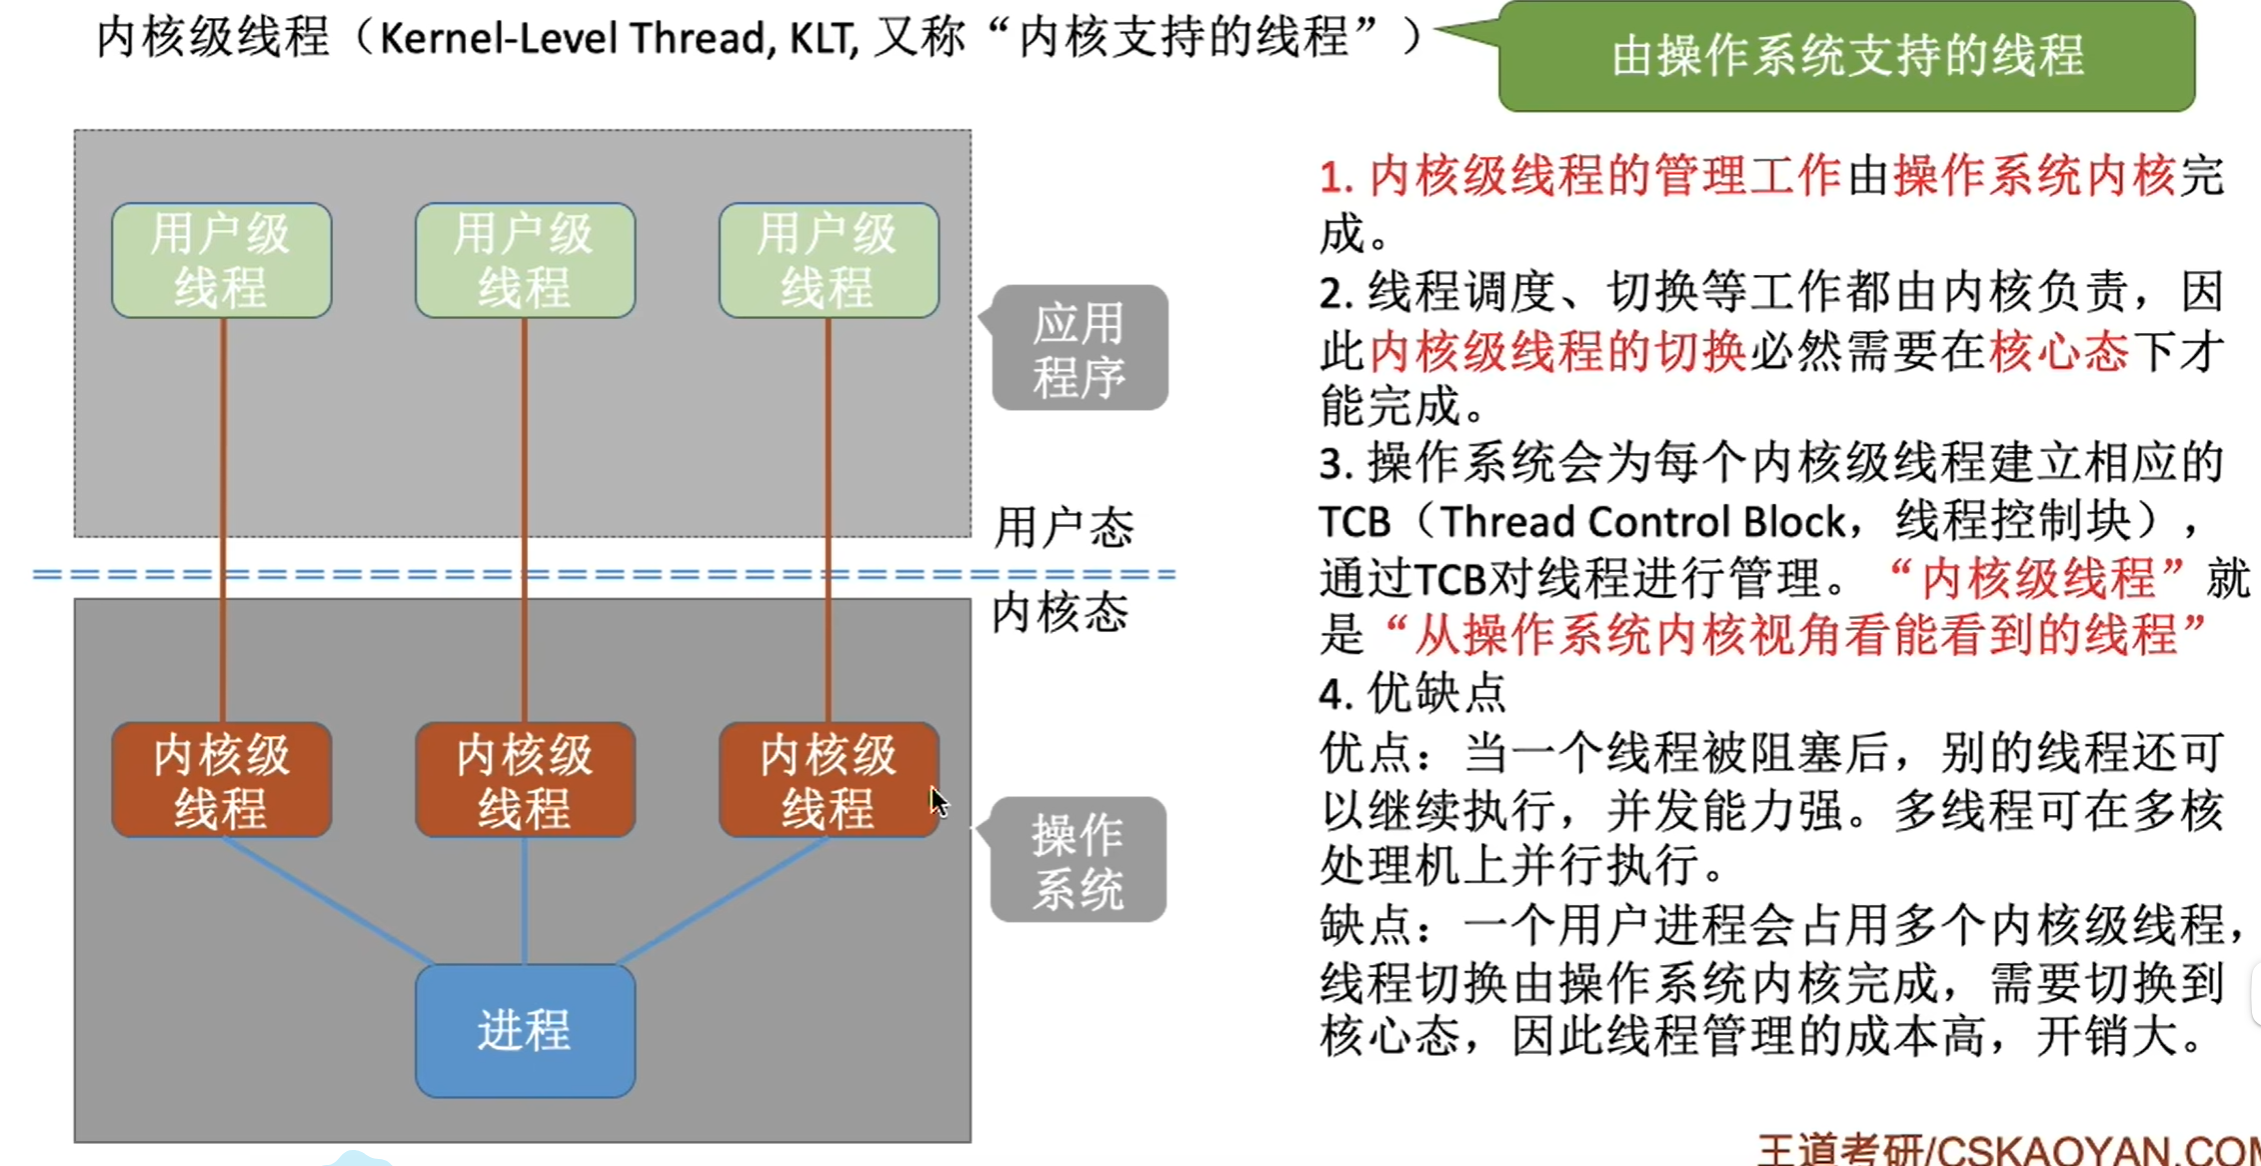 内核级线程（Kernel-Level Thread, KLT, 又称“内核支持的线程”）
由操作系统支持的线程
用户级
线程
用户级
线程
用户级
线程
应用
程序
用户态
内核态
内核级
线程
内核级
线程
内核级
线程
操作
系统
进程
1. 内核级线程的管理工作由操作系统内核完
成。
2. 线程调度、切换等工作都由内核负责，因
此内核级线程的切换必然需要在核心态下才
能完成。
3. 操作系统会为每个内核级线程建立相应的
TCB（Thread Control Block，线程控制块），
通过TCB对线程进行管理。“内核级线程”就
是“从操作系统内核视角看能看到的线程”
4. 优缺点
优点：当一个线程被阻塞后，别的线程还可
以继续执行，并发能力强。多线程可在多核
处理机上并行执行。
缺点：一个用户进程会占用多个内核级线程，
线程切换由操作系统内核完成，需要切换到
核心态，因此线程管理的成本高，开销大。
王道考研/CSKAOYAN.COM